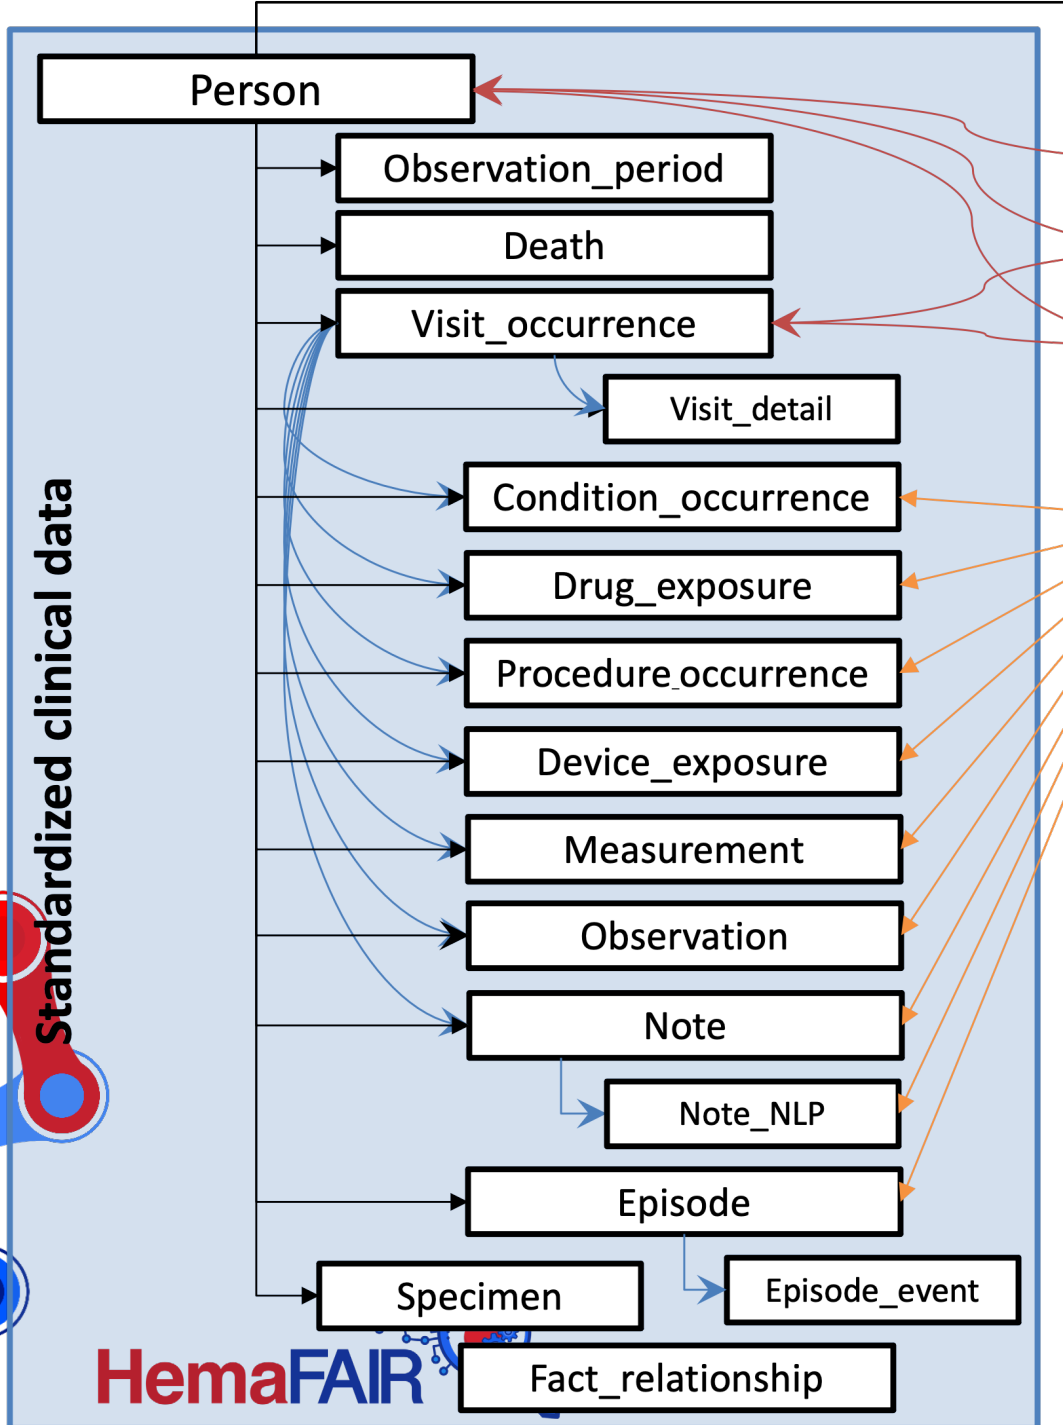 Person
Observation_period
Death
Visit_occurrence
Visit_detail
Condition_occurrence
Drug_exposure
Procedure_occurrence
Device_exposure
Measurement
Observation
Note
Note_NLP
Episode
Episode_event
Specimen
Fact_relationship
Standardized clinical data
HemaFAIR